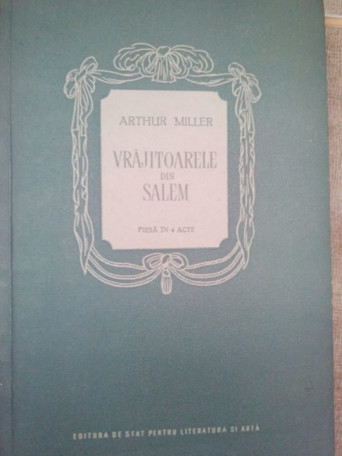 ARTHUR MILLER
VRĂJITOARELE
DIN
SALEM
PIESĂ ÎN 4 ACTE
EDITURA DE STAT PENTRU LITERATURĂ ȘI ARTĂ